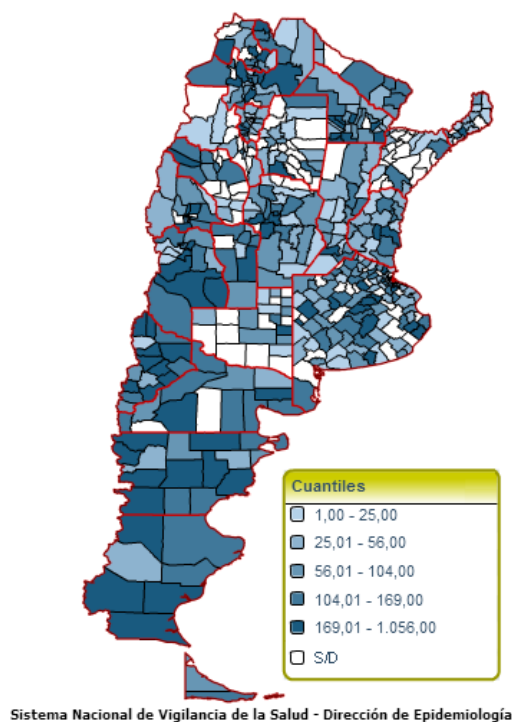 Cuantiles
1,00 - 25,00
25,01 - 56,00
56,01 - 104,00
104,01 - 169,00
169,01 - 1.056,00
S/D
Sistema Nacional de Vigilancia de la Salud - Dirección de Epidemiología